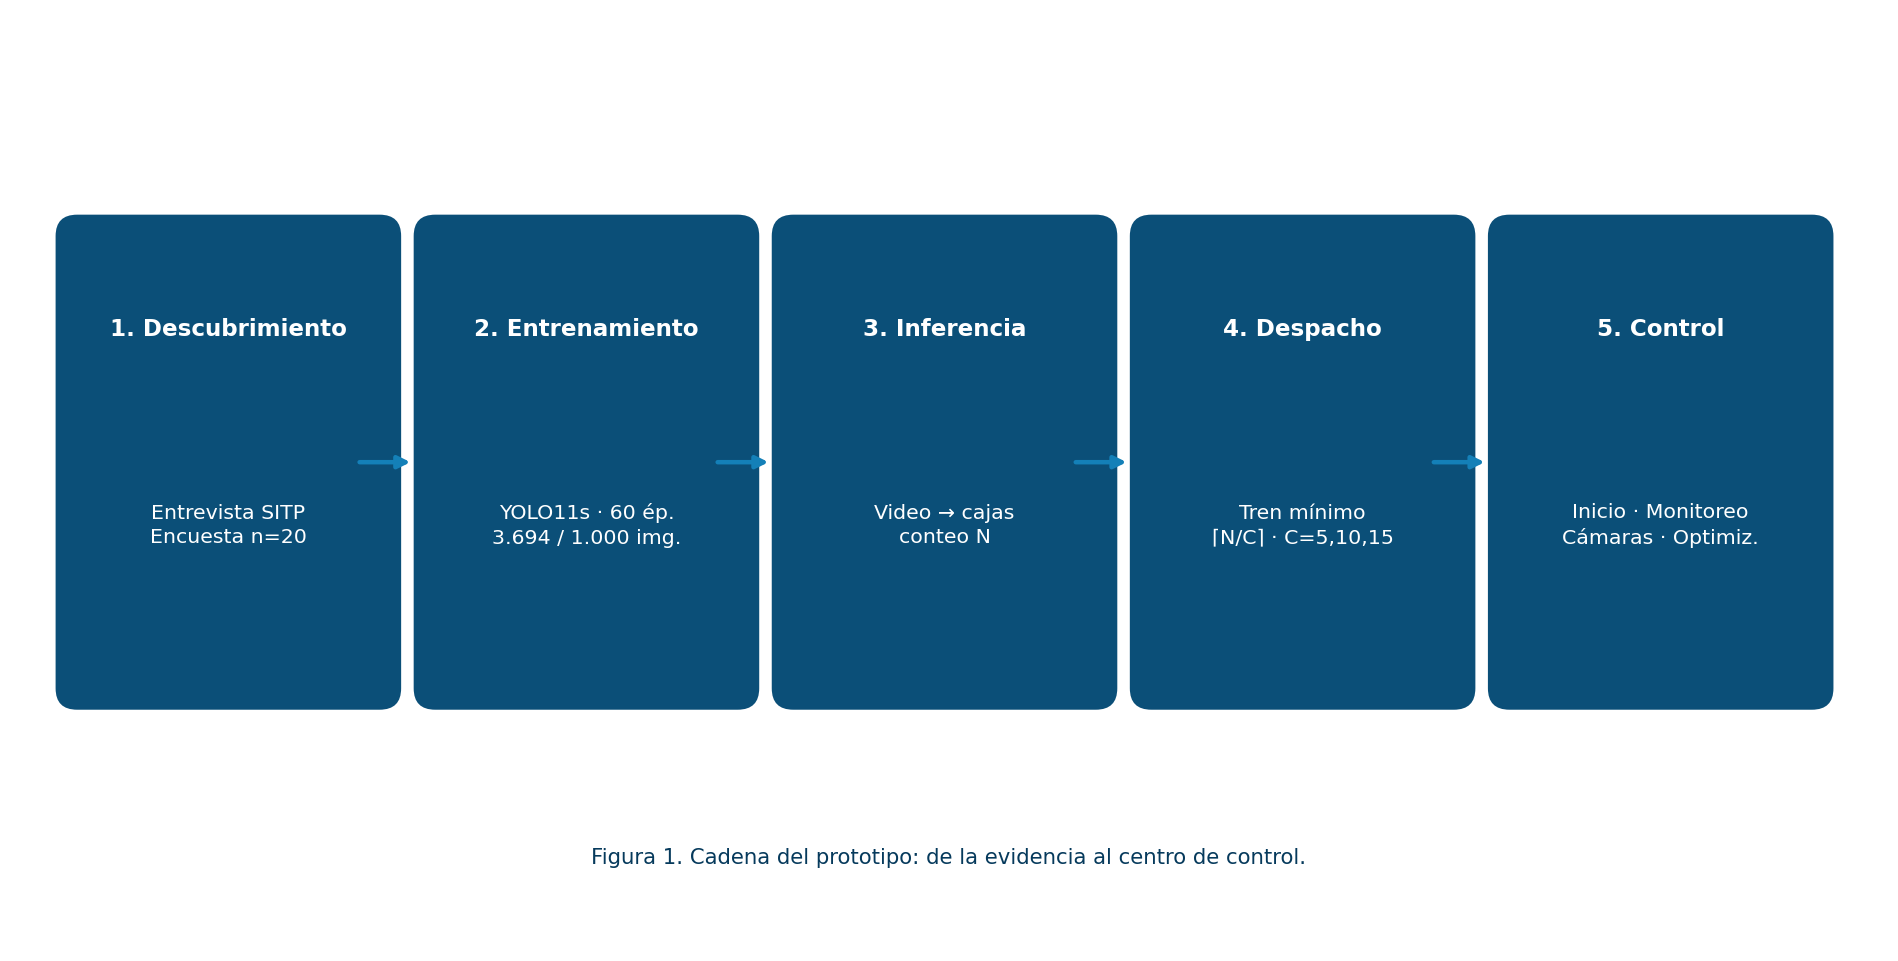 1. Descubrimiento
Entrevista SITP
Encuesta n=20
2. Entrenamiento
YOLO11s · 60 ép.
3.694 / 1.000 img.
3. Inferencia
Video → cajas
conteo N
4. Despacho
Tren mínimo
⌈N/C⌉ · C=5,10,15
5. Control
Inicio · Monitoreo
Cámaras · Optimiz.
Figura 1. Cadena del prototipo: de la evidencia al centro de control.